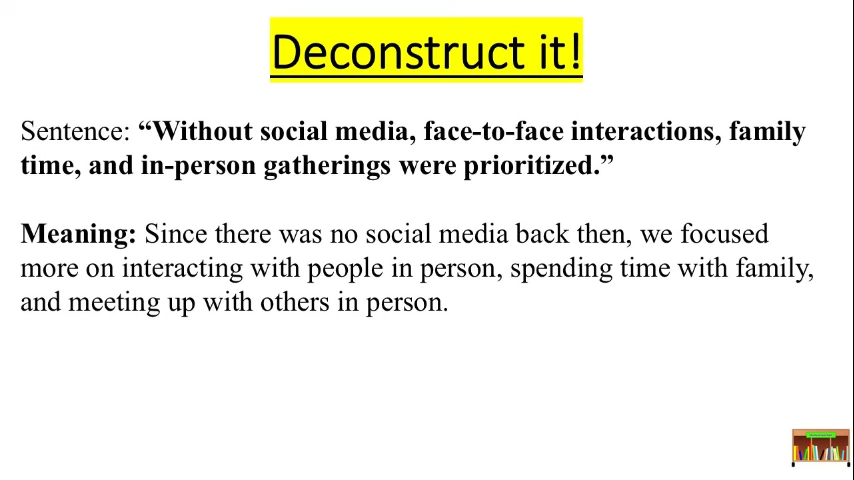 Deconstruct it!
Sentence: “Without social media, face-to-face interactions, family
time, and in-person gatherings were prioritized.”
Meaning: Since there was no social media back then, we focused
more on interacting with people in person, spending time with family,
and meeting up with others in person.